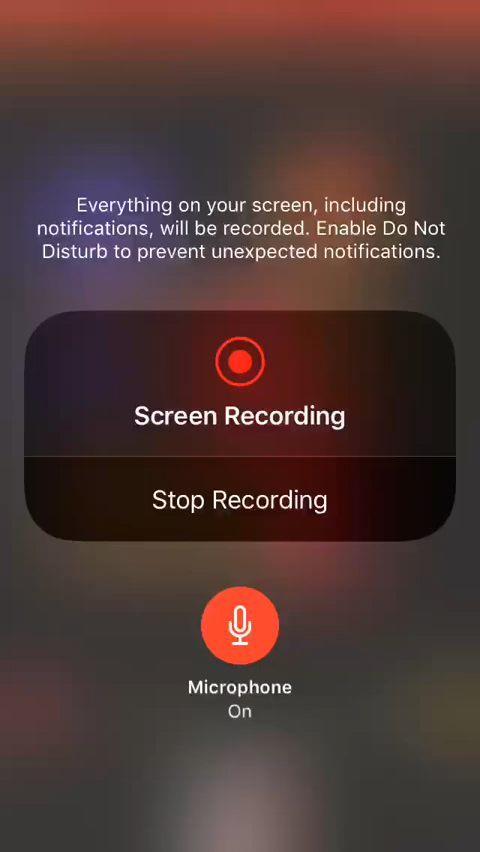 Everything on your screen, including
notifications, will be recorded. Enable Do Not
Disturb to prevent unexpected notifications.
Screen Recording
Stop Recording
Microphone
On